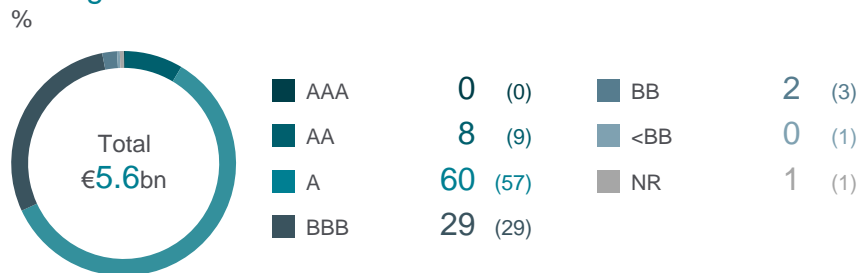 %
Total
€5.6bn
AAA 0 (0)
AA 8 (9)
A 60 (57)
BBB 29 (29)
BB 2 (3)
<BB 0 (1)
NR 1 (1)